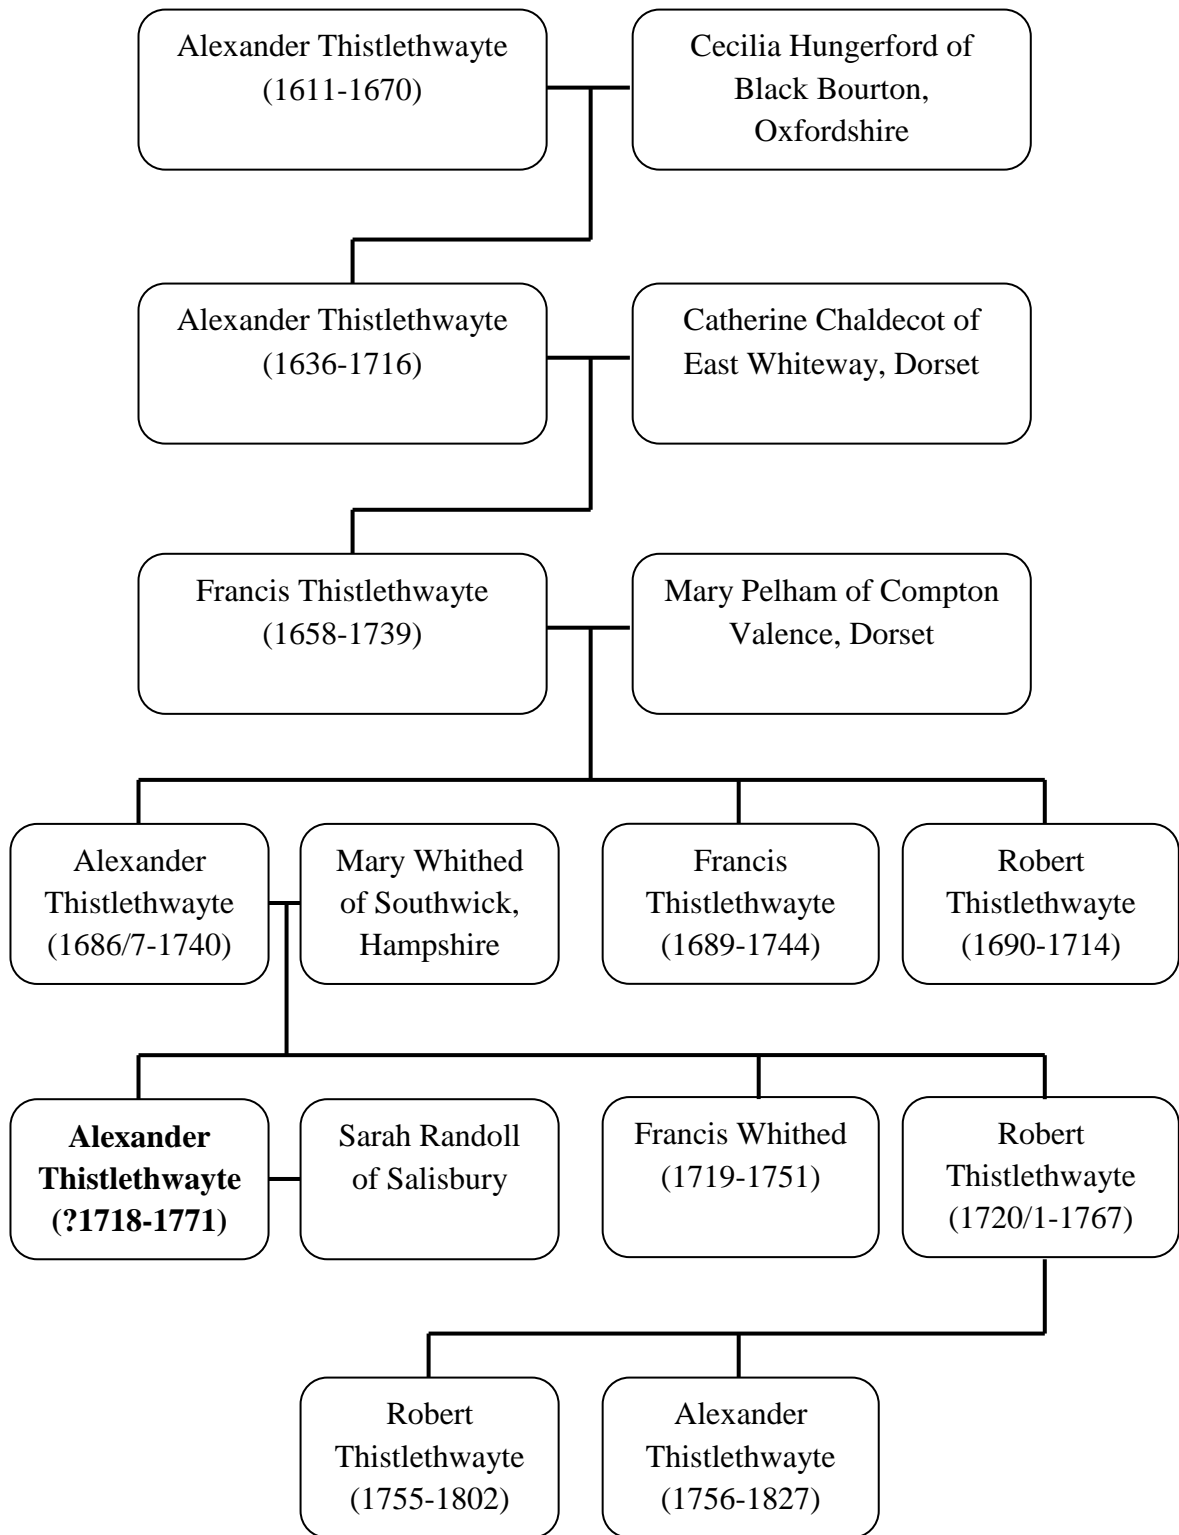 Alexander Thistlethwayte
(1611-1670)
Cecilia Hungerford of
Black Bourton,
Oxfordshire
Alexander Thistlethwayte
(1636-1716)
Catherine Chaldecot of
East Whiteway, Dorset
Francis Thistlethwayte
(1658-1739)
Mary Pelham of Compton
Valence, Dorset
Alexander
Thistlethwayte
(1686/7-1740)
Mary Whithed
of Southwick,
Hampshire
Francis
Thistlethwayte
(1689-1744)
Robert
Thistlethwayte
(1690-1714)
Alexander
Thistlethwayte
(?1718-1771)
Sarah Randoll
of Salisbury
Francis Whithed
(1719-1751)
Robert
Thistlethwayte
(1720/1-1767)
Robert
Thistlethwayte
(1755-1802)
Alexander
Thistlethwayte
(1756-1827)